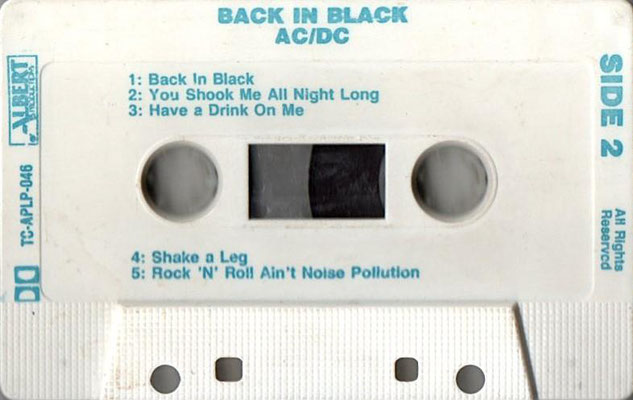 BACK IN BLACK
AC/DC
1: Back In Black
2: You Shook Me All Night Long
3: Have a Drink On Me
4: Shake a Leg
5: Rock 'N' Roll Ain't Noise Pollution
ALBERT
PRODUCTIONS
TC-APLP-046
SIDE 2
All Rights
Reserved